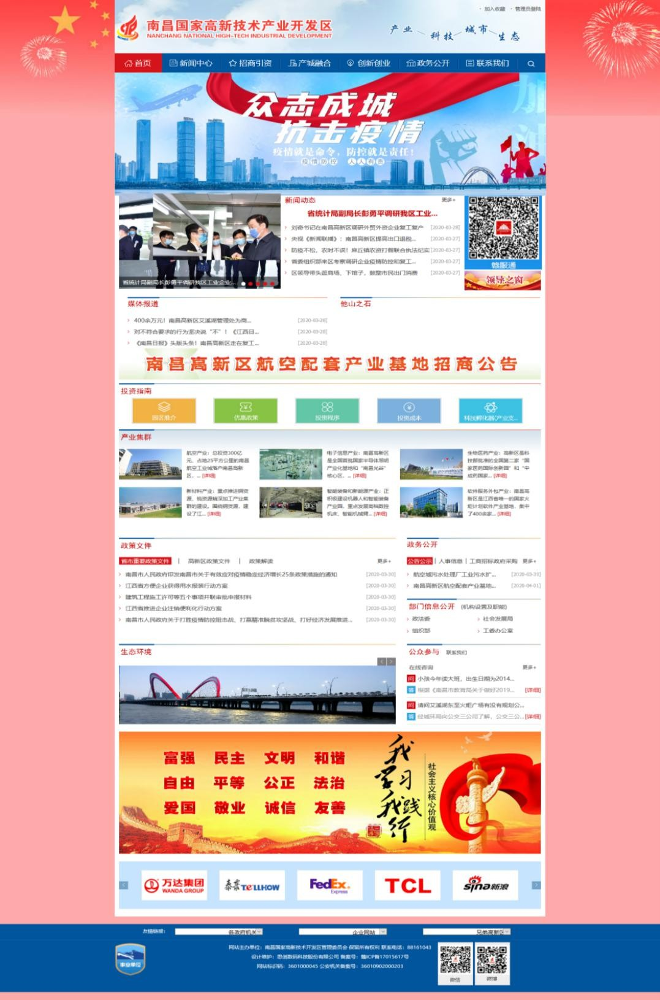 · 加入收藏 · 管理员登陆
南昌国家高新技术产业开发区
NANCHANG NATIONAL HIGH-TECH INDUSTRIAL DEVELOPMENT
产业 科技 城市 生态
首页 新闻中心 招商引资 产城融合 创新创业 政务公开 联系我们
众志成城
抗击疫情
加油
疫情就是命令，防控就是责任！
疫情防控 人人有责
新闻动态 更多+
省统计局副局长彭勇平调研我区工业...
刘奇书记在南昌高新区调研外贸外资企业复工复产 [2020-03-28]
央视《新闻联播》：南昌高新区提高出口退税... [2020-03-27]
防疫不松，农时不误！麻丘镇农资打假联合执法纪实 [2020-03-27]
省委组织部来区考察调研企业疫情防控和复工... [2020-03-27]
区领导带头逛商场、下馆子，鼓励市民出门消费 [2020-03-27]
省统计局副局长彭勇平调研我区工业企业...
赣服通
领导之窗
媒体报道
400余万元！南昌高新区艾溪湖管理处为商... [2020-03-28]
对不符合要求的行为坚决说“不”！《江西日... [2020-03-28]
《南昌日报》头版头条！南昌高新区走在复工... [2020-03-28]
他山之石
南昌高新区航空配套产业基地招商公告
投资指南
园区推介 优惠政策 投资程序 投资成本 科技孵化器(产业支...
产业集群
航空产业：总投资300亿
元、占地25平方公里的南昌
航空工业城落户南昌高新
区，... [详细]
电子信息产业：南昌高新区
是全国首批国家半导体照明
产业化基地和“南昌光谷”
核心区，... [详细]
生物医药产业：高新区是科
技部批准的全国第二家“国
家医药国际创新园”和“中
成药国家... [详细]
新材料产业：重点推进铜资
源、钨资源精深加工产业集
群的建设。围绕铜资源，建
设了江... [详细]
智能装备和新能源产业：正
积极建设机器人和智能装备
产业园，重点发展高档数控
机床、智能机械臂... [详细]
软件服务外包产业：南昌高
新区是江西省唯一的国家火
炬计划软件产业基地，集中
了400余家... [详细]
政策文件
省市重要政策文件 | 高新区政策文件 | 政策解读 更多+
南昌市人民政府印发南昌市关于有效应对疫情稳定经济增长25条政策措施的通知 [2020-03-30]
江西省方便企业获得用水报装行动方案 [2020-03-30]
建筑工程施工许可等五个事项并联审批申报材料 [2020-03-30]
江西省推进企业注销便利化行动方案 [2020-03-30]
南昌市人民政府关于打胜疫情防控阻击战、打赢精准脱贫攻坚战、打好经济发展推进... [2020-03-30]
政务公开
公告公示 | 人事信息 | 工商招标政府采购 更多+
航空城污水处理厂工业污水扩... [2020-03-30]
南昌高新区航空配套产业基地... [2020-04-01]
部门信息公开 (机构设置及职能)
政法委 社会发展局
组织部 工委办公室
生态环境
公众参与 联系我们
在线咨询 更多+
问 小孩今年读大班，出生日期为2014...
答 根据《南昌市教育局关于做好2019... [详细]
问 请问艾溪湖东至火炬广场有没有规划公...
答 经城环局向公交三公司了解，公交三公... [详细]
富强 民主 文明 和谐
自由 平等 公正 法治
爱国 敬业 诚信 友善
我学习 我践行
社会主义核心价值观
万达集团
WANDA GROUP
泰豪 TELLHOW
FedEx
Express
TCL
sina新浪
友情链接： 各政府机关 企业网站 兄弟高新区
事业单位
网站主办单位：南昌国家高新技术开发区管理委员会 保留所有权利 联系电话：88161043
设计维护：思创数码科技股份有限公司 备案号：赣ICP备17015617号
网站标识码：3601000045 公安机关备案号：36010902000203
微信 微博